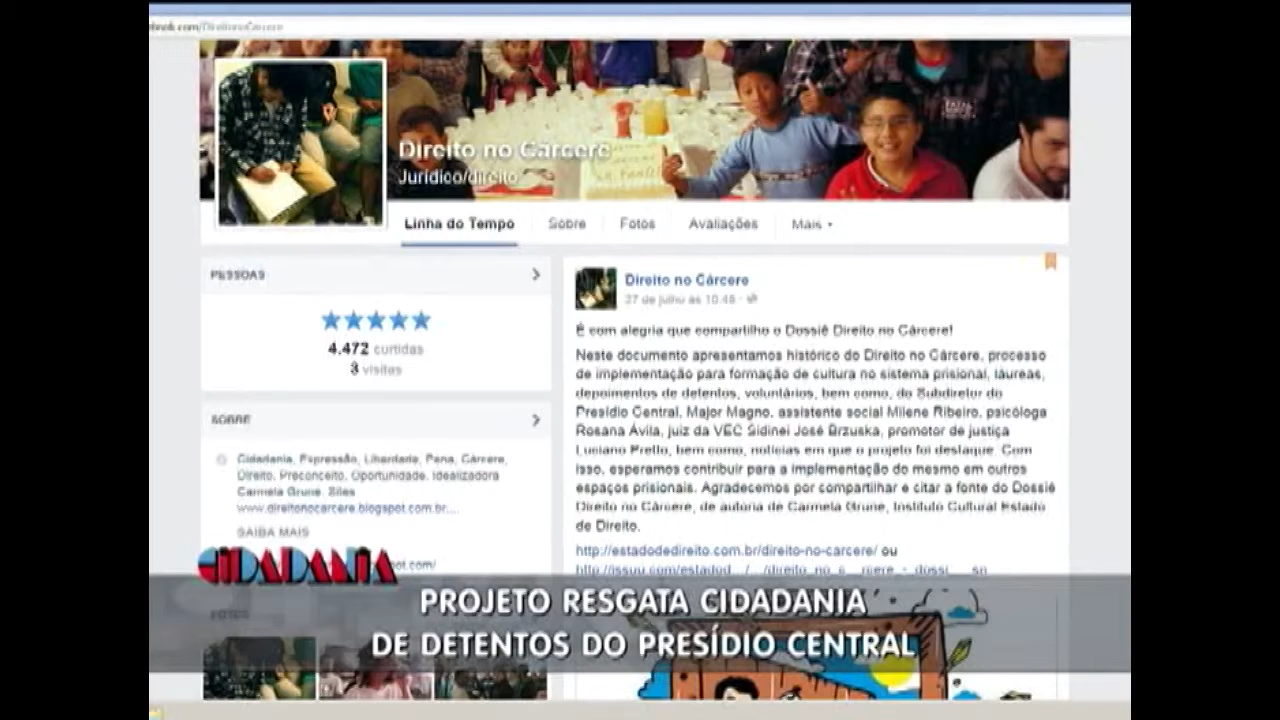 Direito no Cárcere
Jurídico/direito
Linha do Tempo
Sobre
Fotos
Avaliações
Mais
PESSOAS
4.472 curtidas
3 visitas
SOBRE
Cidadania, Expressão, Liberdade, Pena, Cárcere,
Direito, Preconceito, Oportunidade. Idealizadora
Carmela Grune. Sites
www.direitonocarcere.blogspot.com.br....
SAIBA MAIS
FOTOS
Direito no Cárcere
27 de julho às 10:48
É com alegria que compartilho o Dossiê Direito no Cárcere!
Neste documento apresentamos histórico do Direito no Cárcere, processo
de implementação para formação de cultura no sistema prisional, láureas,
depoimentos de detentos, voluntários, bem como, do Subdiretor do
Presídio Central, Major Magno, assistente social Milene Ribeiro, psicóloga
Rosana Ávila, juiz da VEC Sidinei José Brzuska, promotor de justiça
Luciano Pretto, bem como, notícias em que o projeto foi destaque. Com
isso, esperamos contribuir para a implementação do mesmo em outros
espaços prisionais. Agradecemos por compartilhar e citar a fonte do Dossiê
Direito no Cárcere, de autoria de Carmela Grune, Instituto Cultural Estado
de Direito.
http://estadodedireito.com.br/direito-no-carcere/ ou
CIDADANIA
PROJETO RESGATA CIDADANIA
DE DETENTOS DO PRESÍDIO CENTRAL